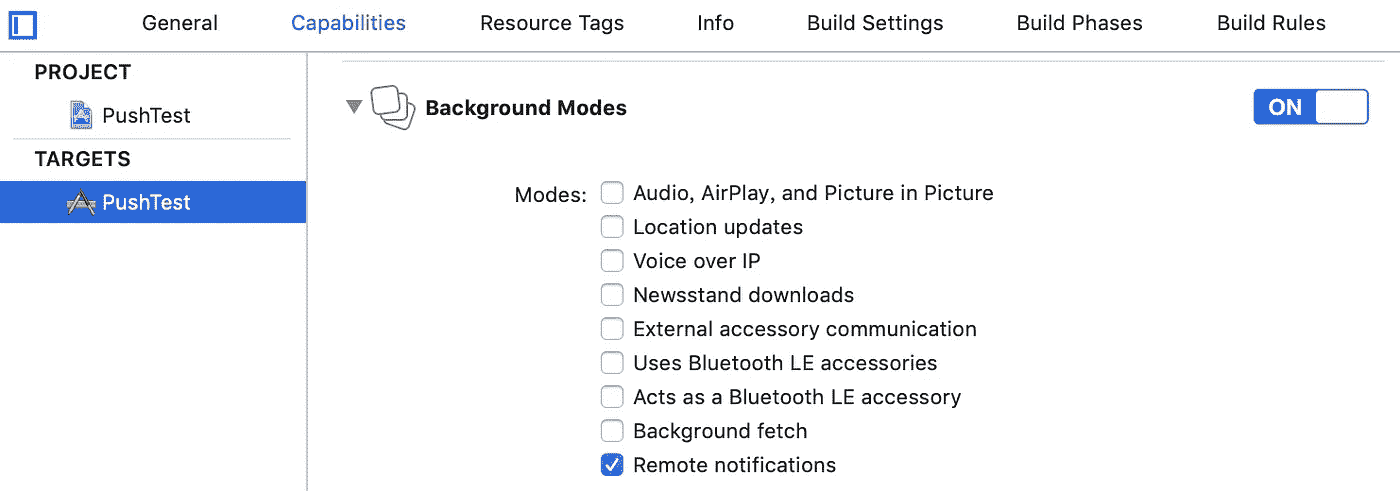 General Capabilities Resource Tags Info Build Settings Build Phases Build Rules
PROJECT
PushTest
TARGETS
PushTest
Background Modes ON
Modes: Audio, AirPlay, and Picture in Picture
Location updates
Voice over IP
Newsstand downloads
External accessory communication
Uses Bluetooth LE accessories
Acts as a Bluetooth LE accessory
Background fetch
Remote notifications